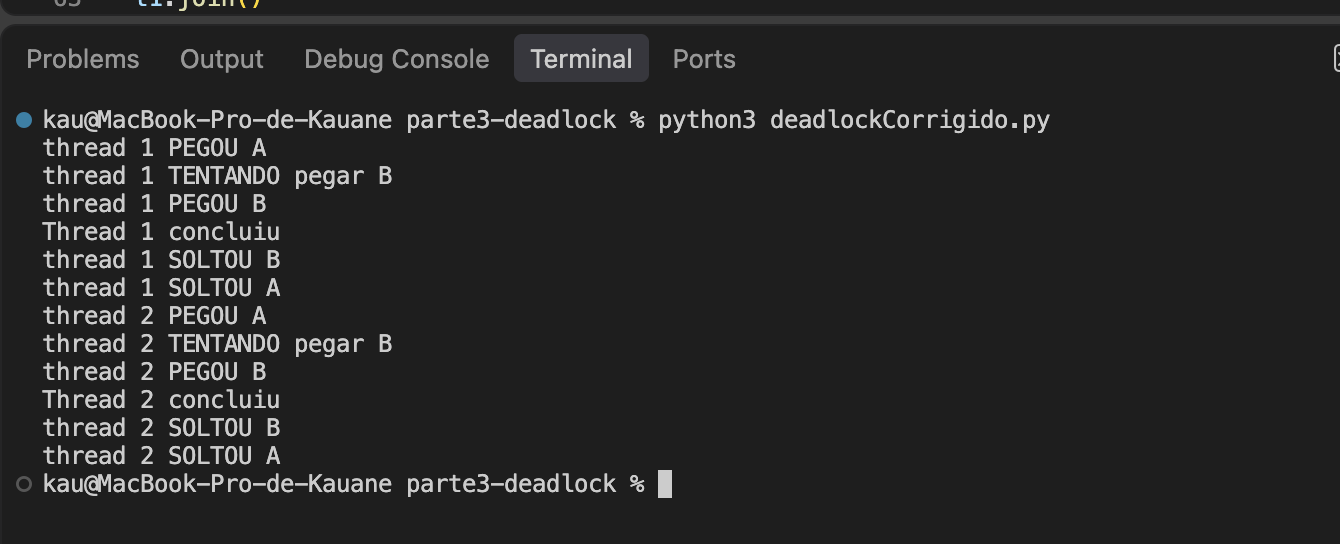 63 t1.join()
Problems Output Debug Console Terminal Ports
kau@MacBook-Pro-de-Kauane parte3-deadlock % python3 deadlockCorrigido.py
thread 1 PEGOU A
thread 1 TENTANDO pegar B
thread 1 PEGOU B
Thread 1 concluiu
thread 1 SOLTOU B
thread 1 SOLTOU A
thread 2 PEGOU A
thread 2 TENTANDO pegar B
thread 2 PEGOU B
Thread 2 concluiu
thread 2 SOLTOU B
thread 2 SOLTOU A
kau@MacBook-Pro-de-Kauane parte3-deadlock %